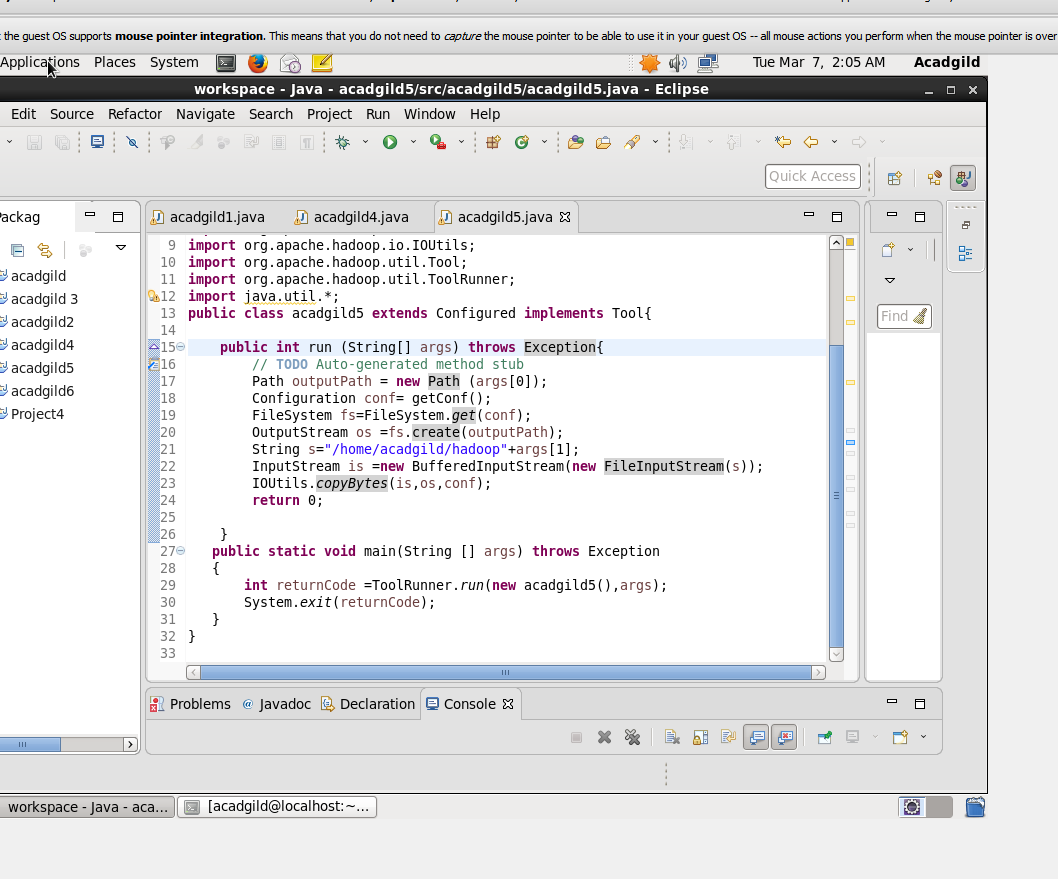 the guest OS supports mouse pointer integration. This means that you do not need to capture the mouse pointer to be able to use it in your guest OS -- all mouse actions you perform when the mouse pointer is over
Applications Places System Tue Mar 7, 2:05 AM Acadgild
workspace - Java - acadgild5/src/acadgild5/acadgild5.java - Eclipse
Edit Source Refactor Navigate Search Project Run Window Help
Quick Access
Packag
acadgild
acadgild 3
acadgild2
acadgild4
acadgild5
acadgild6
Project4
acadgild1.java acadgild4.java acadgild5.java
9 import org.apache.hadoop.io.IOUtils;
10 import org.apache.hadoop.util.Tool;
11 import org.apache.hadoop.util.ToolRunner;
12 import java.util.*;
13 public class acadgild5 extends Configured implements Tool{
14
15 public int run (String[] args) throws Exception{
16 // TODO Auto-generated method stub
17 Path outputPath = new Path (args[0]);
18 Configuration conf= getConf();
19 FileSystem fs=FileSystem.get(conf);
20 OutputStream os =fs.create(outputPath);
21 String s="/home/acadgild/hadoop"+args[1];
22 InputStream is =new BufferedInputStream(new FileInputStream(s));
23 IOUtils.copyBytes(is,os,conf);
24 return 0;
25
26 }
27 public static void main(String [] args) throws Exception
28 {
29 int returnCode =ToolRunner.run(new acadgild5(),args);
30 System.exit(returnCode);
31 }
32 }
33
Find
Problems @ Javadoc Declaration Console
workspace - Java - aca... [acadgild@localhost:~...